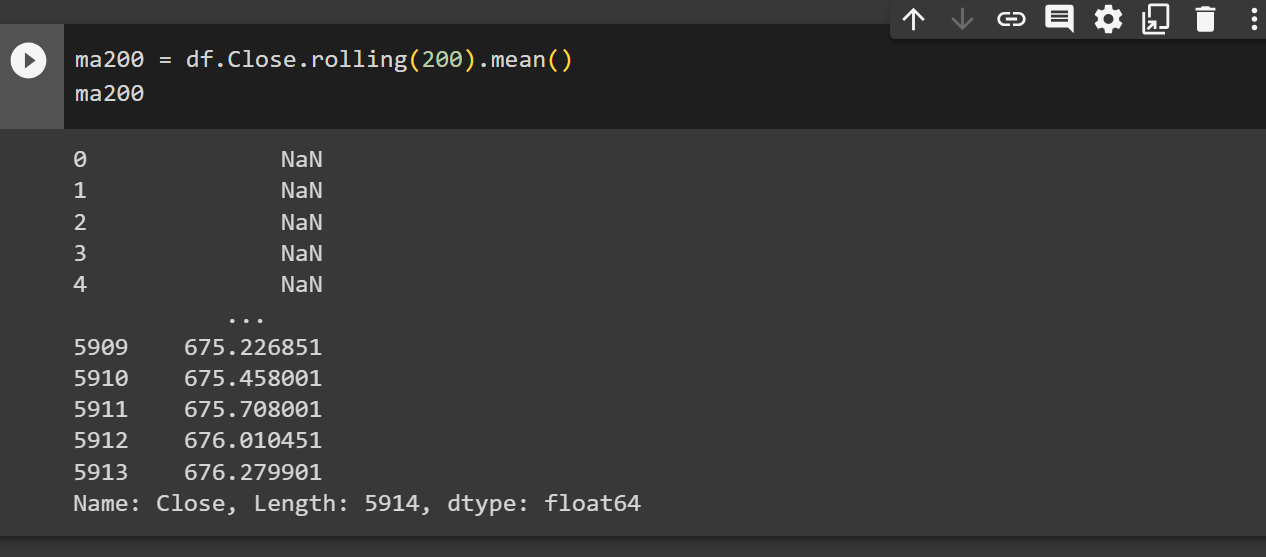 ma200 = df.Close.rolling(200).mean()
ma200
0              NaN
1              NaN
2              NaN
3              NaN
4              NaN
           ...
5909    675.226851
5910    675.458001
5911    675.708001
5912    676.010451
5913    676.279901
Name: Close, Length: 5914, dtype: float64